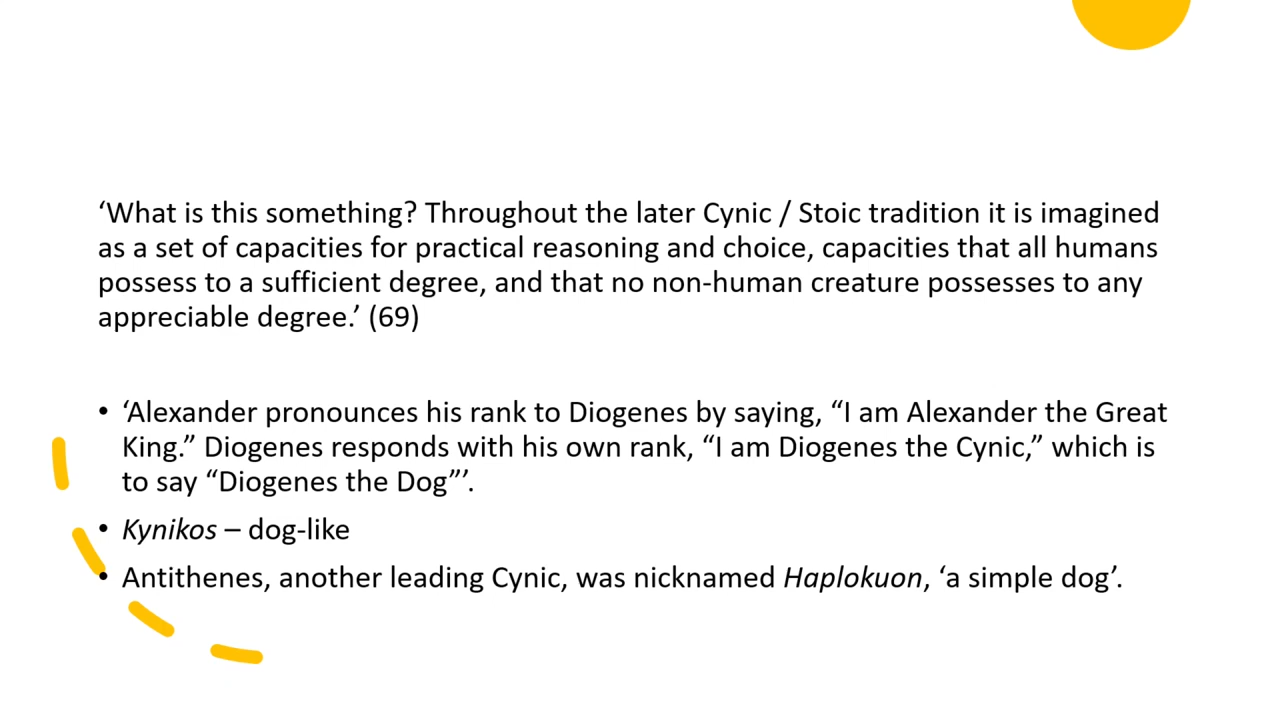 ‘What is this something? Throughout the later Cynic / Stoic tradition it is imagined
as a set of capacities for practical reasoning and choice, capacities that all humans
possess to a sufficient degree, and that no non-human creature possesses to any
appreciable degree.’ (69)
• ‘Alexander pronounces his rank to Diogenes by saying, “I am Alexander the Great
King.” Diogenes responds with his own rank, “I am Diogenes the Cynic,” which is
to say “Diogenes the Dog”’.
• Kynikos – dog-like
• Antithenes, another leading Cynic, was nicknamed Haplokuon, ‘a simple dog’.